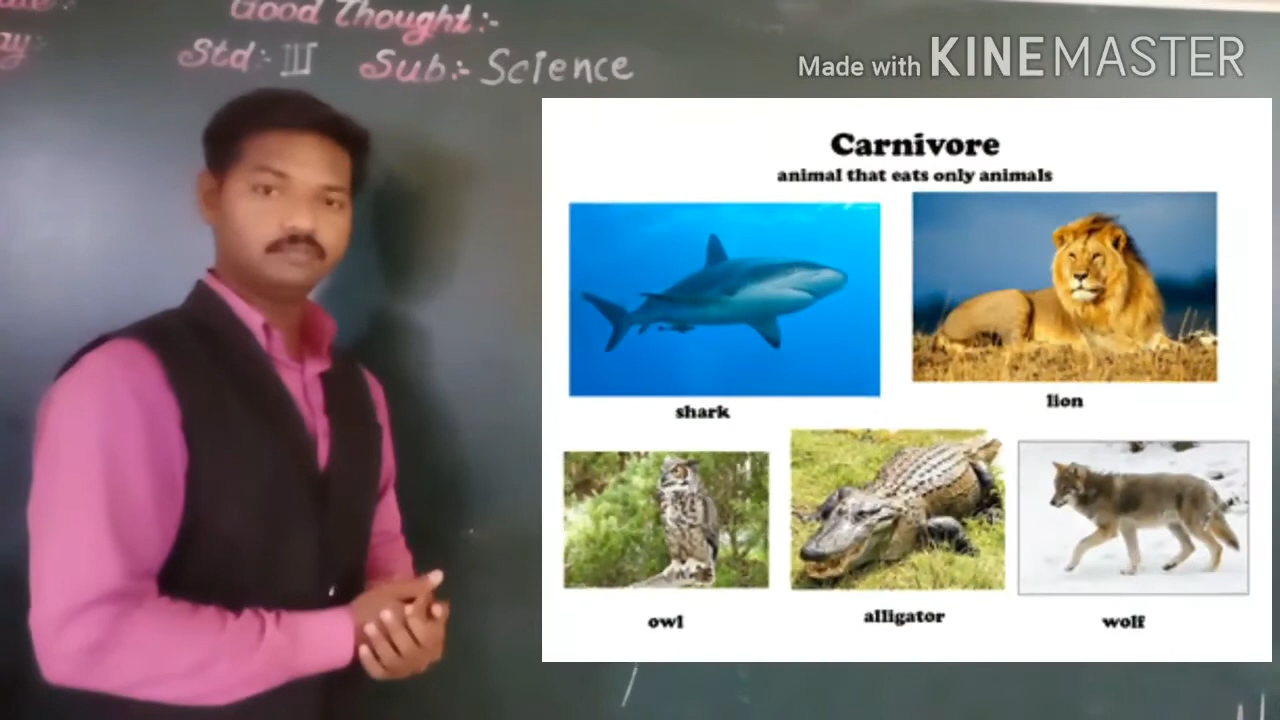 Good Thought:-
Std:- III Sub:- Science
Made with KINEMASTER
Carnivore
animal that eats only animals
shark
lion
owl
alligator
wolf